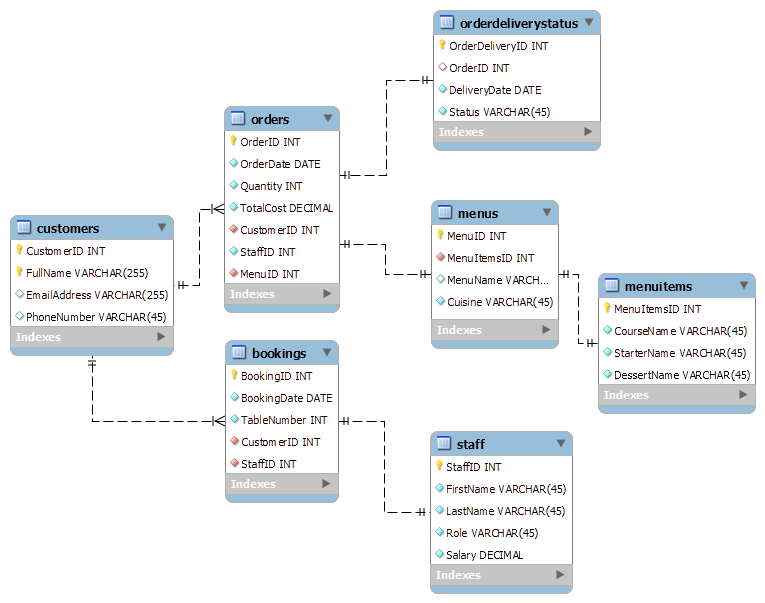 orderdeliverystatus
OrderDeliveryID INT
OrderID INT
DeliveryDate DATE
Status VARCHAR(45)
Indexes
orders
OrderID INT
OrderDate DATE
Quantity INT
TotalCost DECIMAL
CustomerID INT
StaffID INT
MenuID INT
Indexes
menus
MenuID INT
MenuItemsID INT
MenuName VARCH...
Cuisine VARCHAR(45)
Indexes
customers
CustomerID INT
FullName VARCHAR(255)
EmailAddress VARCHAR(255)
PhoneNumber VARCHAR(45)
Indexes
menuitems
MenuItemsID INT
CourseName VARCHAR(45)
StarterName VARCHAR(45)
DessertName VARCHAR(45)
Indexes
bookings
BookingID INT
BookingDate DATE
TableNumber INT
CustomerID INT
StaffID INT
Indexes
staff
StaffID INT
FirstName VARCHAR(45)
LastName VARCHAR(45)
Role VARCHAR(45)
Salary DECIMAL
Indexes